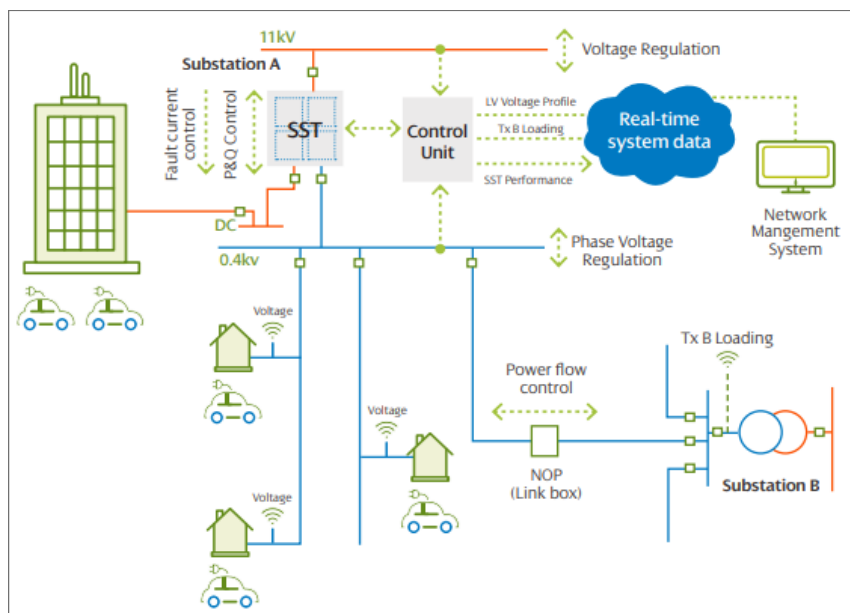 11kV
Substation A
Voltage Regulation
Fault current
control
P&Q Control
SST
Control
Unit
LV Voltage Profile
Tx B Loading
SST Performance
Real-time
system data
Network
Mangement
System
DC
0.4kv
Phase Voltage
Regulation
Voltage
Voltage
Voltage
Power flow
control
NOP
(Link box)
Tx B Loading
Substation B